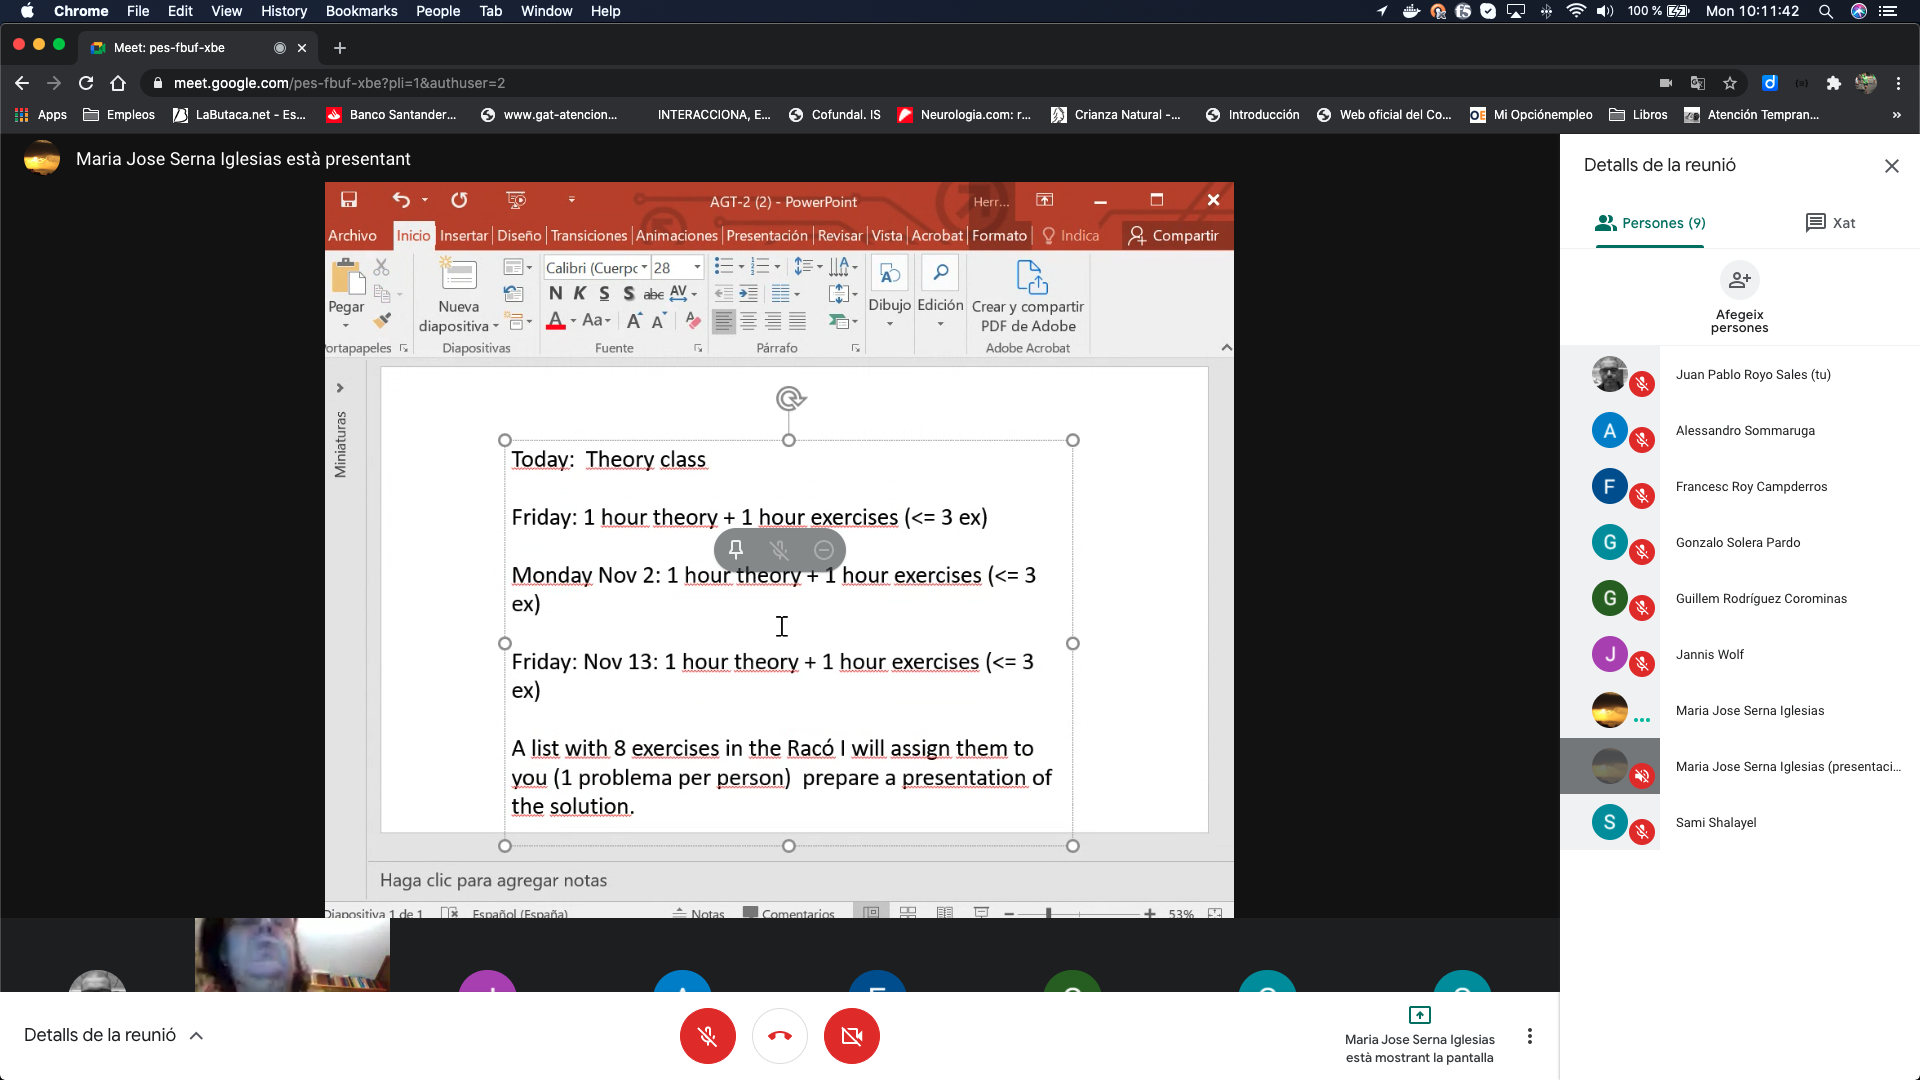 Chrome File Edit View History Bookmarks People Tab Window Help 100 % Mon 10:11:42
Meet: pes-fbuf-xbe
meet.google.com/pes-fbuf-xbe?pli=1&authuser=2
Apps Empleos LaButaca.net - Es... Banco Santander... www.gat-atencion... INTERACCIONA, E... Cofundal. IS Neurologia.com: r... Crianza Natural -... Introducción Web oficial del Co... Mi Opciónempleo Libros Atención Tempran... »
Maria Jose Serna Iglesias està presentant
AGT-2 (2) - PowerPoint Herr...
Archivo Inicio Insertar Diseño Transiciones Animaciones Presentación Revisar Vista Acrobat Formato Indica Compartir
Calibri (Cuerpo 28
N K S S abc AV
Pegar Nueva diapositiva Dibujo Edición Crear y compartir PDF de Adobe
A Aa A A
ortapapeles Diapositivas Fuente Párrafo Adobe Acrobat
Miniaturas
Today: Theory class
Friday: 1 hour theory + 1 hour exercises (<= 3 ex)
Monday Nov 2: 1 hour theory + 1 hour exercises (<= 3
ex)
Friday: Nov 13: 1 hour theory + 1 hour exercises (<= 3
ex)
A list with 8 exercises in the Racó I will assign them to
you (1 problema per person) prepare a presentation of
the solution.
Haga clic para agregar notas
Diapositiva 1 de 1 Español (España) Notas Comentarios 53%
Detalls de la reunió
Maria Jose Serna Iglesias
està mostrant la pantalla
Detalls de la reunió
Persones (9) Xat
Afegeix
persones
Juan Pablo Royo Sales (tu)
A Alessandro Sommaruga
F Francesc Roy Campderros
G Gonzalo Solera Pardo
G Guillem Rodríguez Corominas
J Jannis Wolf
Maria Jose Serna Iglesias
Maria Jose Serna Iglesias (presentaci...
S Sami Shalayel